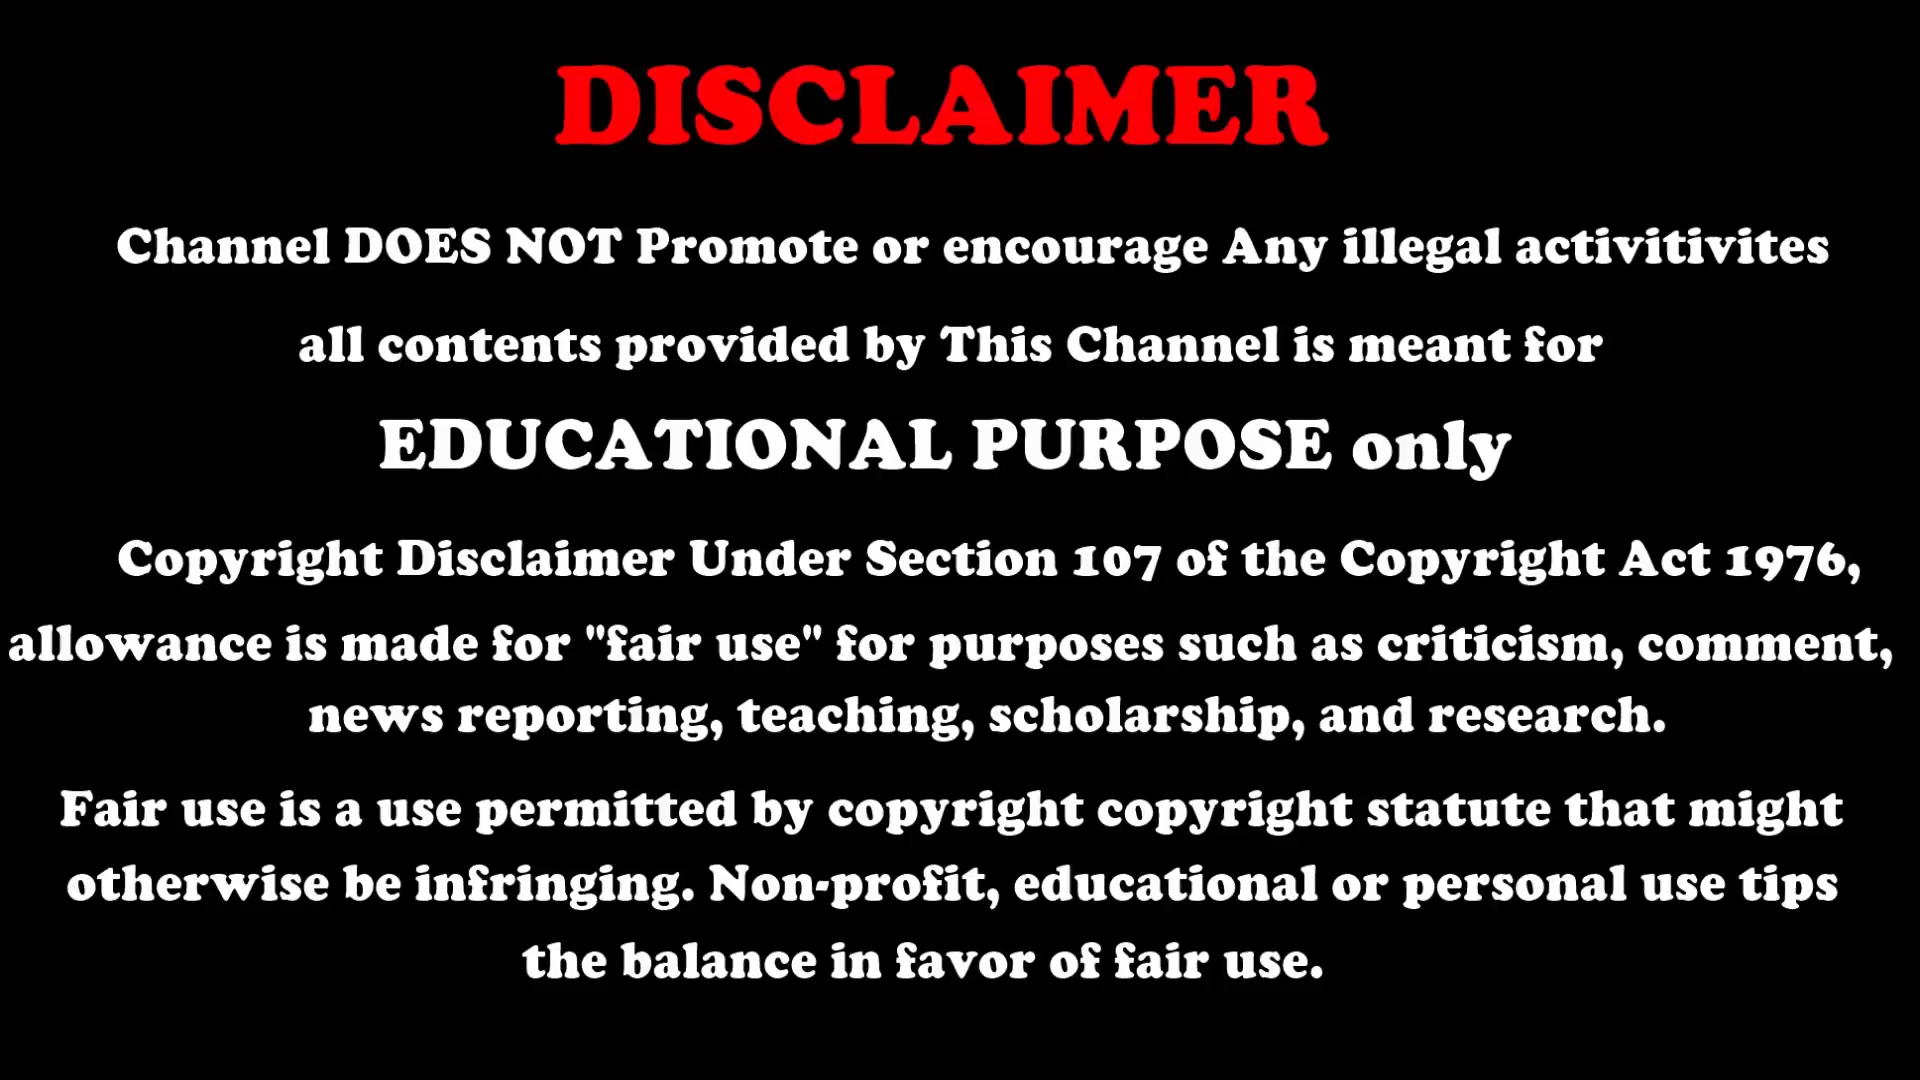 DISCLAIMER
Channel DOES NOT Promote or encourage Any illegal activitivites
all contents provided by This Channel is meant for
EDUCATIONAL PURPOSE only
Copyright Disclaimer Under Section 107 of the Copyright Act 1976,
allowance is made for "fair use" for purposes such as criticism, comment,
news reporting, teaching, scholarship, and research.
Fair use is a use permitted by copyright copyright statute that might
otherwise be infringing. Non-profit, educational or personal use tips
the balance in favor of fair use.